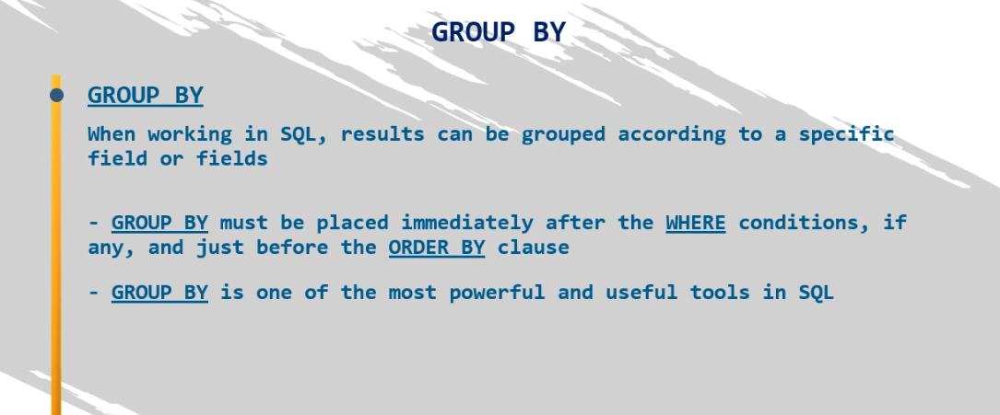 GROUP BY
GROUP BY
When working in SQL, results can be grouped according to a specific
field or fields
- GROUP BY must be placed immediately after the WHERE conditions, if
any, and just before the ORDER BY clause
- GROUP BY is one of the most powerful and useful tools in SQL